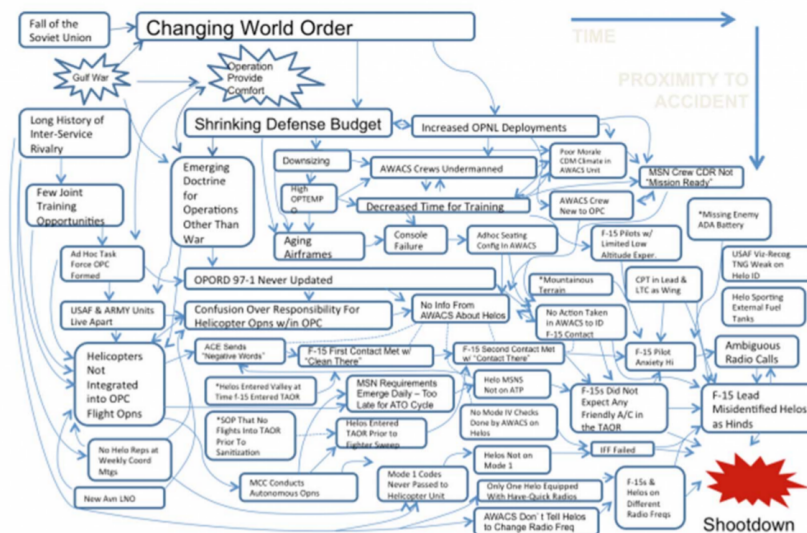 Fall of the
Soviet Union
Changing World Order
TIME
PROXIMITY TO
ACCIDENT
Gulf War
Operation
Provide
Comfort
Long History of
Inter-Service
Rivalry
Shrinking Defense Budget
Increased OPNL Deployments
Emerging
Doctrine
for
Operations
Other Than
War
Downsizing
AWACS Crews Undermanned
Poor Morale
CDM Climate in
AWACS Unit
MSN Crew CDR Not
"Mission Ready"
Few Joint
Training
Opportunities
High
OPTEMP
O
Decreased Time for Training
AWACS Crew
New to OPC
*Missing Enemy
ADA Battery
Ad Hoc Task
Force OPC
Formed
Aging
Airframes
Console
Failure
Adhoc Seating
Config In AWACS
F-15 Pilots w/
Limited Low
Altitude Exper.
USAF Viz-Recog
TNG Weak on
Helo ID
OPORD 97-1 Never Updated
*Mountainous
Terrain
CPT in Lead &
LTC as Wing
Helo Sporting
External Fuel
Tanks
USAF & ARMY Units
Live Apart
Confusion Over Responsibility For
Helicopter Opns w/in OPC
No Info From
AWACS About Helos
No Action Taken
in AWACS to ID
F-15 Contact
Helicopters
Not
Integrated
into OPC
Flight Opns
ACE Sends
"Negative Words"
F-15 First Contact Met w/
"Clean There"
F-15 Second Contact Met
w/ "Contact There"
F-15 Pilot
Anxiety Hi
Ambiguous
Radio Calls
*Helos Entered Valley at
Time f-15 Entered TAOR
MSN Requirements
Emerge Daily – Too
Late for ATO Cycle
Helo MSNS
Not on ATP
F-15s Did Not
Expect Any
Friendly A/C in
the TAOR
F-15 Lead
Misidentified Helos
as Hinds
*SOP That No
Flights Into TAOR
Prior To
Sanitization
Helos Entered
TAOR Prior to
Fighter Sweep
No Mode IV Checks
Done by AWACS on
Helos
No Helo Reps at
Weekly Coord
Mtgs
Helos Not on
Mode 1
IFF Failed
MCC Conducts
Autonomous Opns
Mode 1 Codes
Never Passed to
Helicopter Unit
Only One Helo Equipped
With Have-Quick Radios
F-15s &
Helos on
Different
Radio Freqs
New Avn LNO
AWACS Don't Tell Helos
to Change Radio Freq
Shootdown